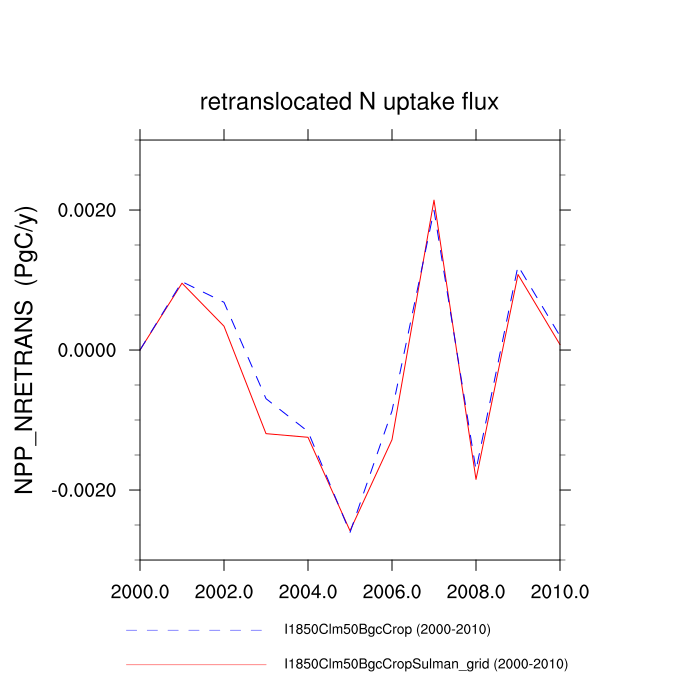 retranslocated N uptake flux
NPP_NRETRANS (PgC/y)
0.0020
0.0000
-0.0020
2000.0 2002.0 2004.0 2006.0 2008.0 2010.0
I1850Clm50BgcCrop (2000-2010)
I1850Clm50BgcCropSulman_grid (2000-2010)